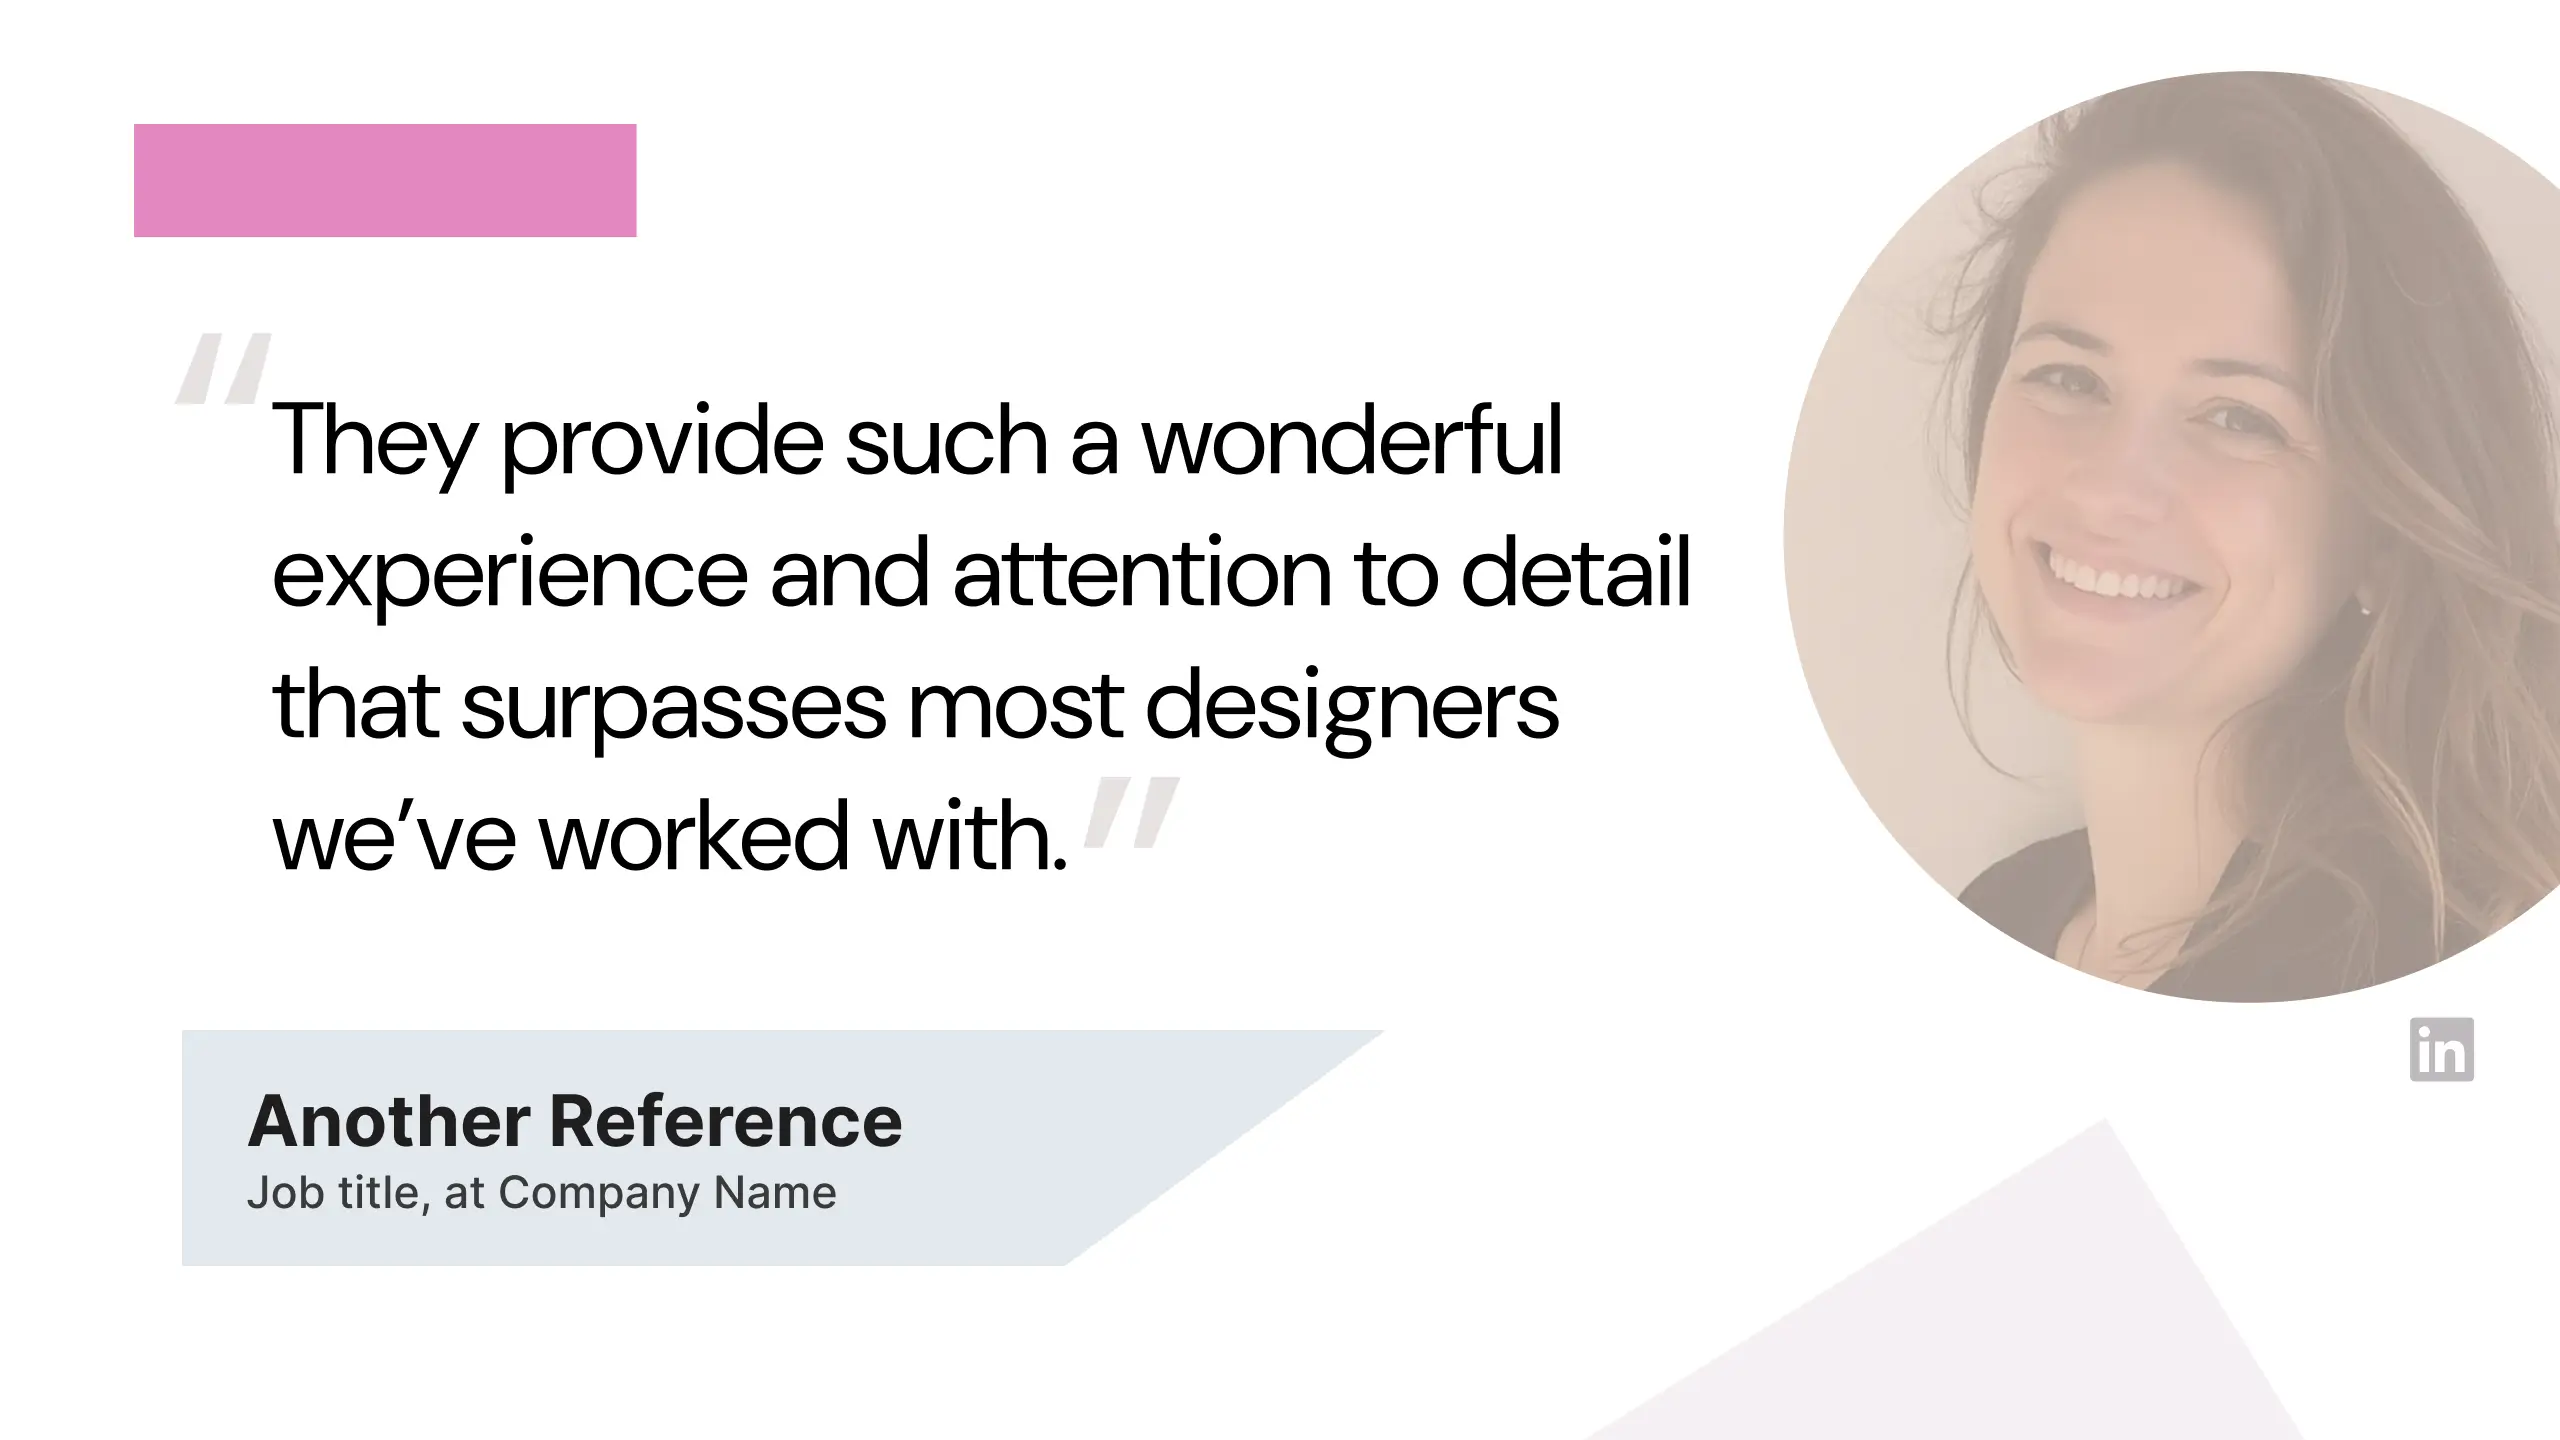 “They provide such a wonderful
experience and attention to detail
that surpasses most designers
we’ve worked with.”
Another Reference
Job title, at Company Name
in